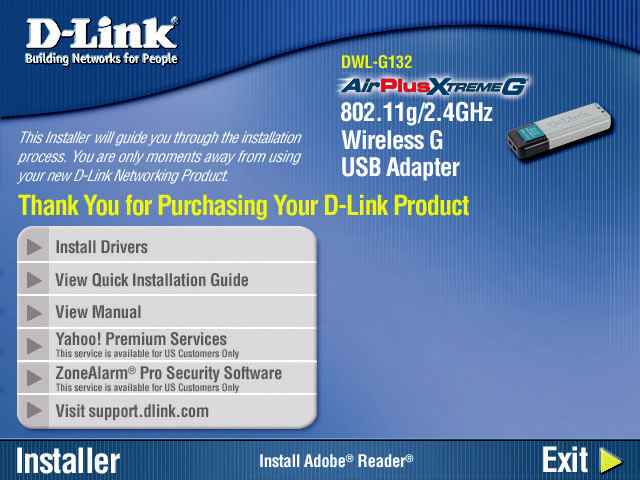 D-Link®
Building Networks for People
DWL-G132
AirPlusXtremeG™
802.11g/2.4GHz
Wireless G
USB Adapter
D-Link
This Installer will guide you through the installation
process. You are only moments away from using
your new D-Link Networking Product.
Thank You for Purchasing Your D-Link Product
Install Drivers
View Quick Installation Guide
View Manual
Yahoo! Premium Services
This service is available for US Customers Only
ZoneAlarm® Pro Security Software
This service is available for US Customers Only
Visit support.dlink.com
Installer
Install Adobe® Reader®
Exit